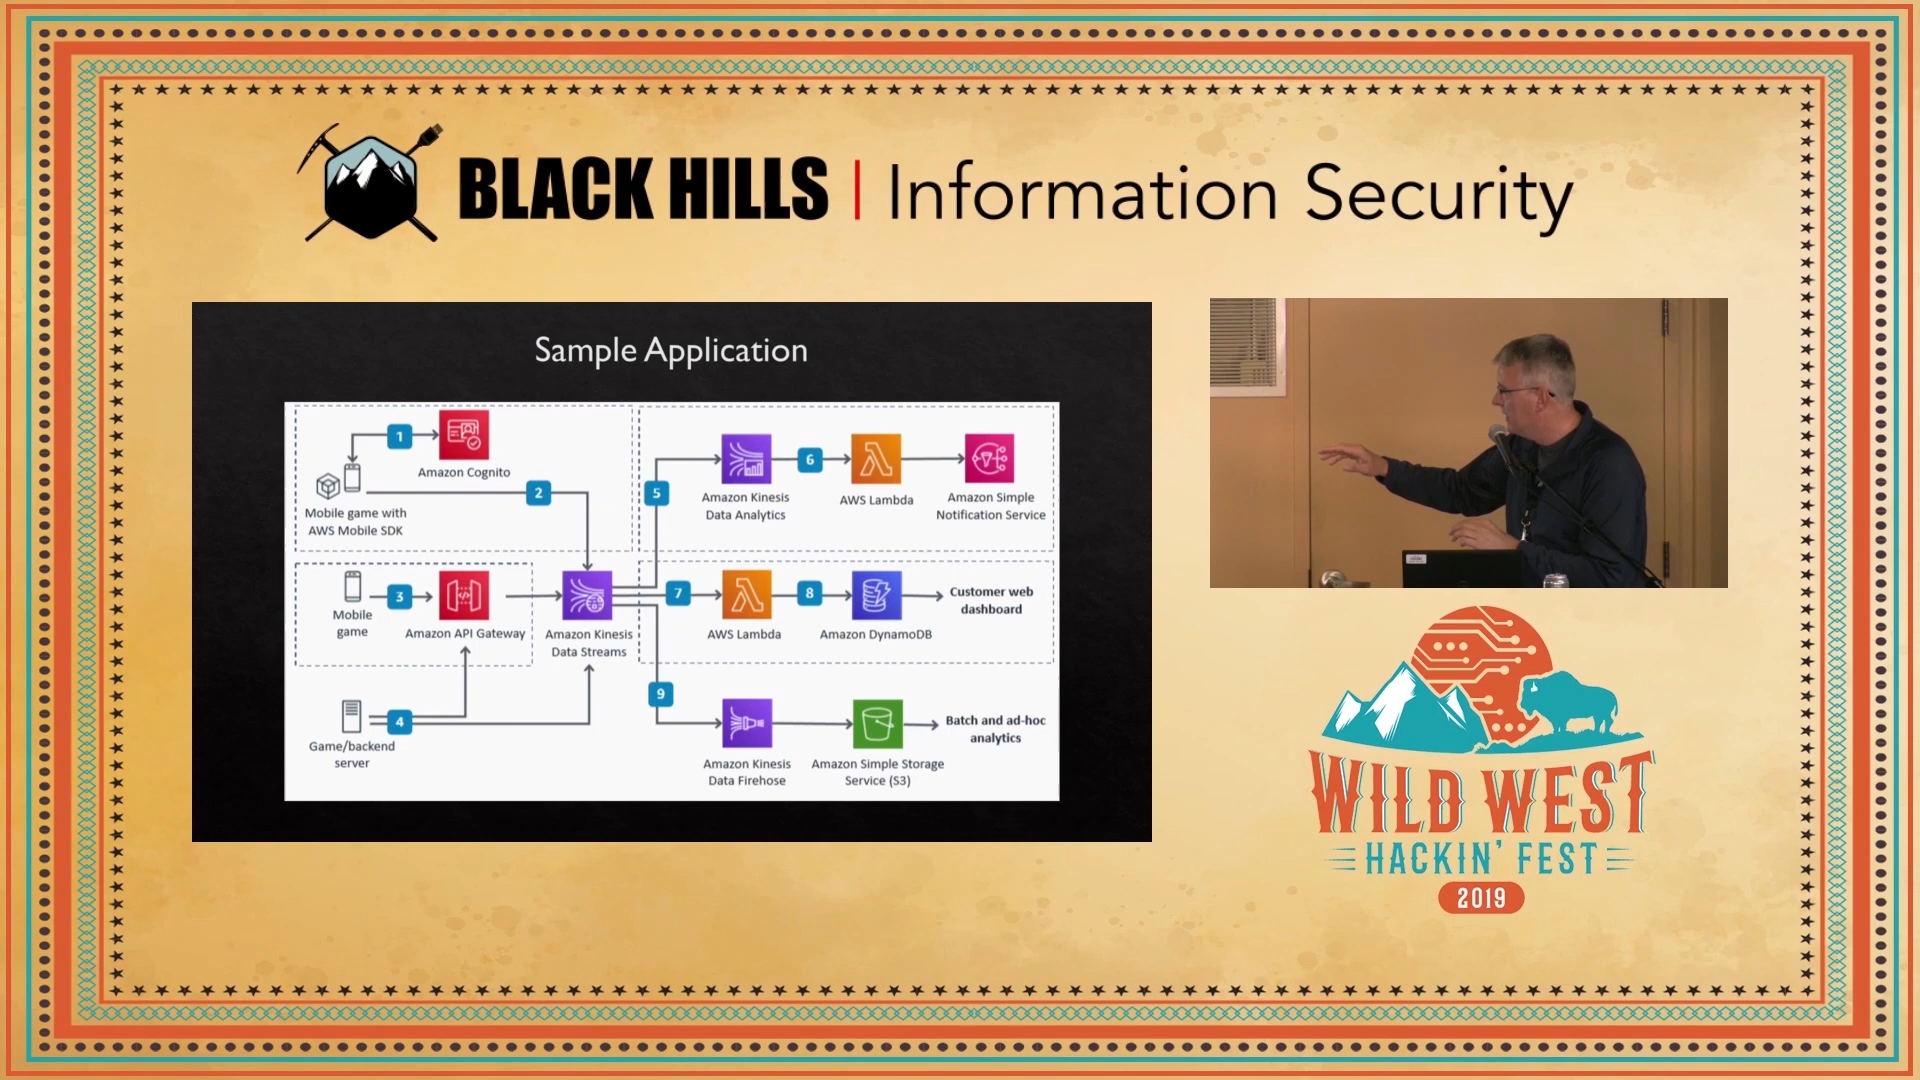 BLACK HILLS | Information Security
Sample Application
1
Amazon Cognito
2
Mobile game with
AWS Mobile SDK
3
Mobile
game
Amazon API Gateway
4
Game/backend
server
Amazon Kinesis
Data Streams
5
Amazon Kinesis
Data Analytics
6
AWS Lambda
Amazon Simple
Notification Service
7
AWS Lambda
8
Amazon DynamoDB
Customer web
dashboard
9
Amazon Kinesis
Data Firehose
Amazon Simple Storage
Service (S3)
Batch and ad-hoc
analytics
WILD WEST
HACKIN' FEST
2019